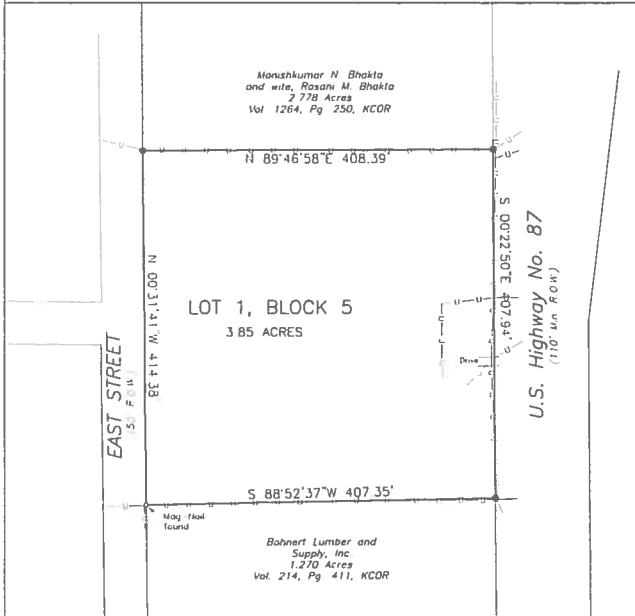 Manishkumar N. Bhakta
and wife, Rosani M. Bhakta
2.778 Acres
Vol 1264, Pg 250, KCOR
N 89°46'58"E 408.39'
S 00°22'50"E 407.94'
U.S. Highway No. 87
(110' Min R.O.W.)
N 00°31'41"W 414.38'
LOT 1, BLOCK 5
3.85 ACRES
Drive
EAST STREET
(50' R.O.W.)
S 88°52'37"W 407.35'
Mag Nail
found
Bohnert Lumber and
Supply, Inc
1.270 Acres
Vol. 214, Pg 411, KCOR